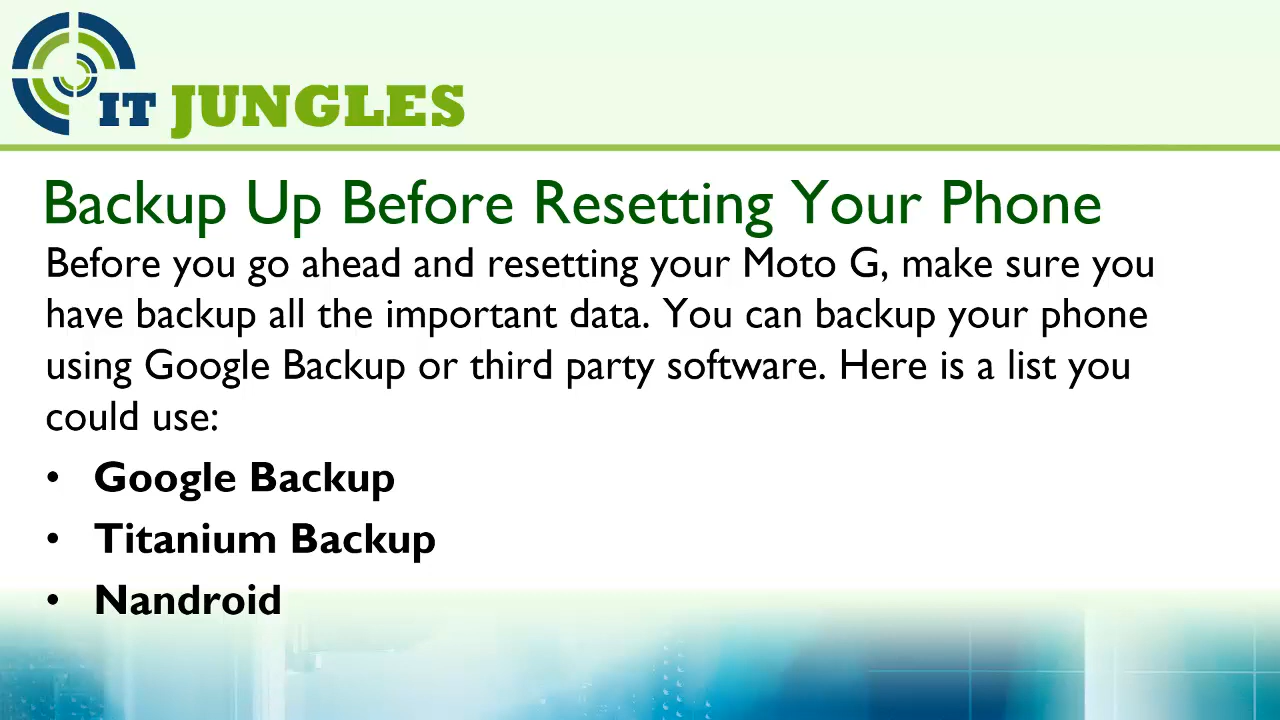 IT JUNGLES
Backup Up Before Resetting Your Phone
Before you go ahead and resetting your Moto G, make sure you
have backup all the important data. You can backup your phone
using Google Backup or third party software. Here is a list you
could use:
• Google Backup
• Titanium Backup
• Nandroid